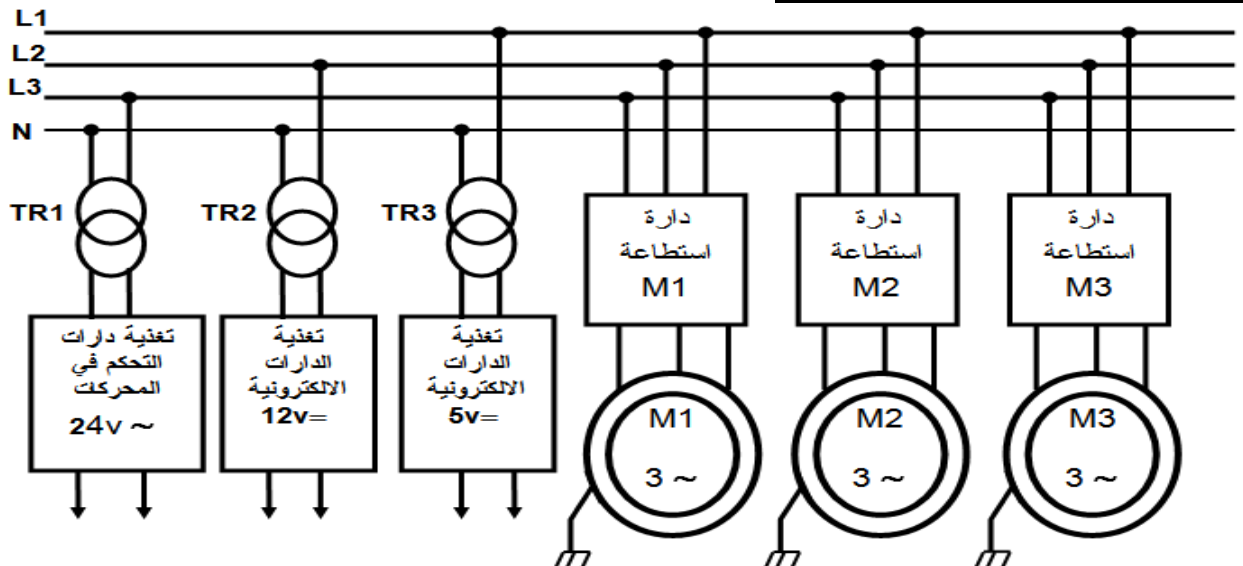 L1
L2
L3
N
TR1
TR2
TR3
تغذية دارات
التحكم في
المحركات
24v ~
تغذية
الدارات
الالكترونية
12v=
تغذية
الدارات
الالكترونية
5v=
دارة
استطاعة
M1
دارة
استطاعة
M2
دارة
استطاعة
M3
M1
3 ~
M2
3 ~
M3
3 ~